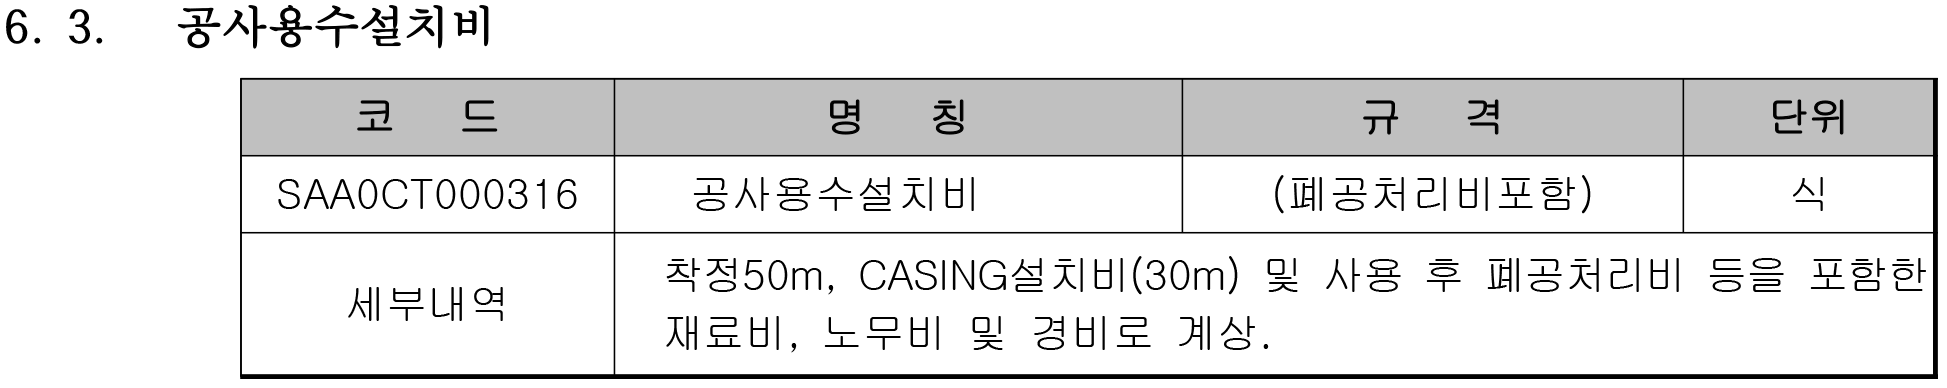 6. 3. 공사용수설치비
코 드 명 칭 규 격 단위
SAA0CT000316 공사용수설치비 (폐공처리비포함) 식
세부내역
착정50m, CASING설치비(30m) 및 사용 후 폐공처리비 등을 포함한
재료비, 노무비 및 경비로 계상.